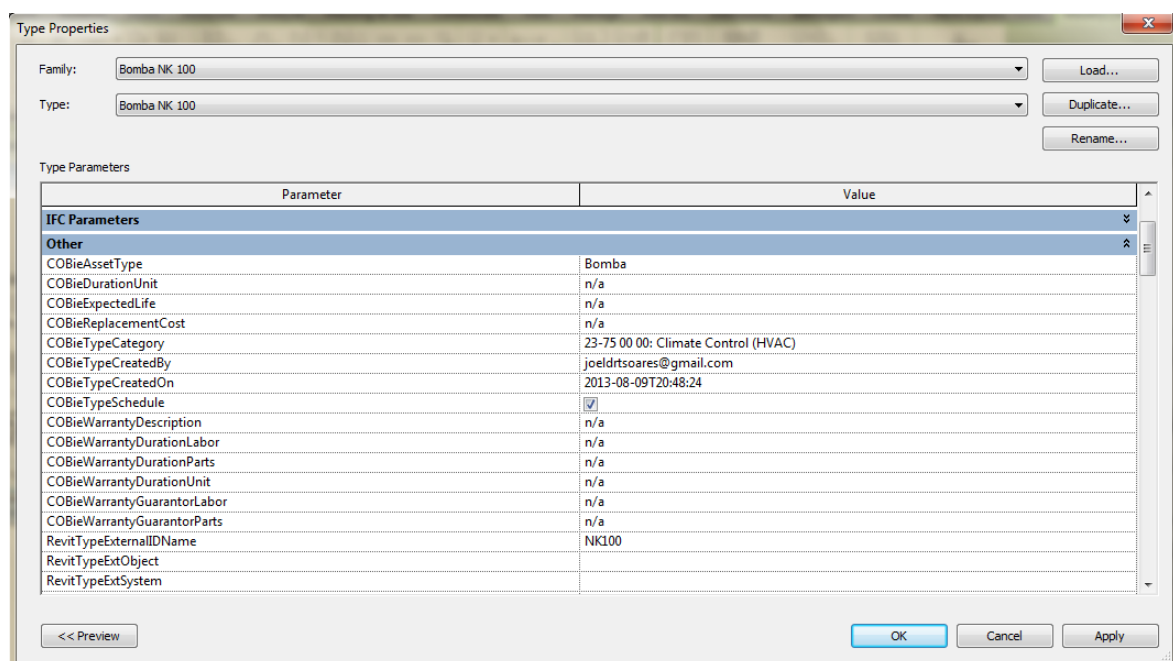 Type Properties
Family: Bomba NK 100 Load...
Type: Bomba NK 100 Duplicate...
Rename...
Type Parameters
Parameter Value
IFC Parameters
Other
COBieAssetType Bomba
COBieDurationUnit n/a
COBieExpectedLife n/a
COBieReplacementCost n/a
COBieTypeCategory 23-75 00 00: Climate Control (HVAC)
COBieTypeCreatedBy joeldrtsoares@gmail.com
COBieTypeCreatedOn 2013-08-09T20:48:24
COBieTypeSchedule
COBieWarrantyDescription n/a
COBieWarrantyDurationLabor n/a
COBieWarrantyDurationParts n/a
COBieWarrantyDurationUnit n/a
COBieWarrantyGuarantorLabor n/a
COBieWarrantyGuarantorParts n/a
RevitTypeExternalIDName NK100
RevitTypeExtObject
RevitTypeExtSystem
<< Preview OK Cancel Apply